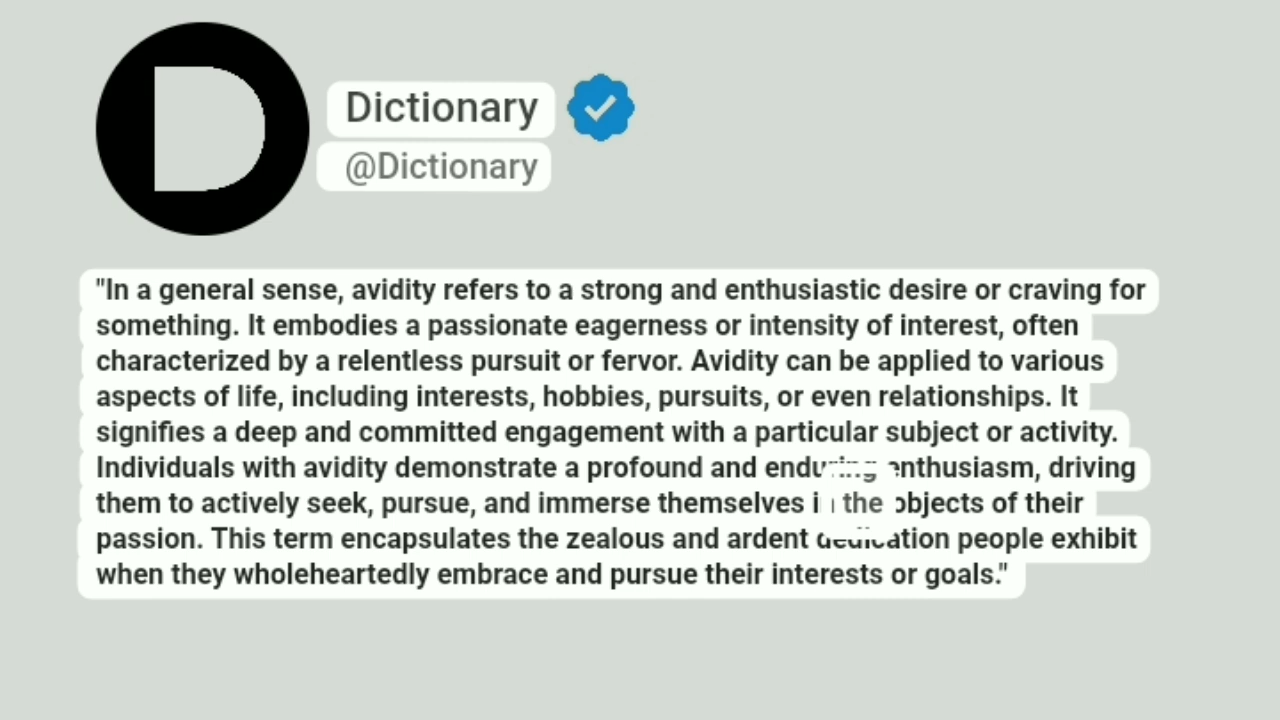 D
Dictionary
@Dictionary
"In a general sense, avidity refers to a strong and enthusiastic desire or craving for
something. It embodies a passionate eagerness or intensity of interest, often
characterized by a relentless pursuit or fervor. Avidity can be applied to various
aspects of life, including interests, hobbies, pursuits, or even relationships. It
signifies a deep and committed engagement with a particular subject or activity.
Individuals with avidity demonstrate a profound and enduring enthusiasm, driving
them to actively seek, pursue, and immerse themselves in the objects of their
passion. This term encapsulates the zealous and ardent dedication people exhibit
when they wholeheartedly embrace and pursue their interests or goals."